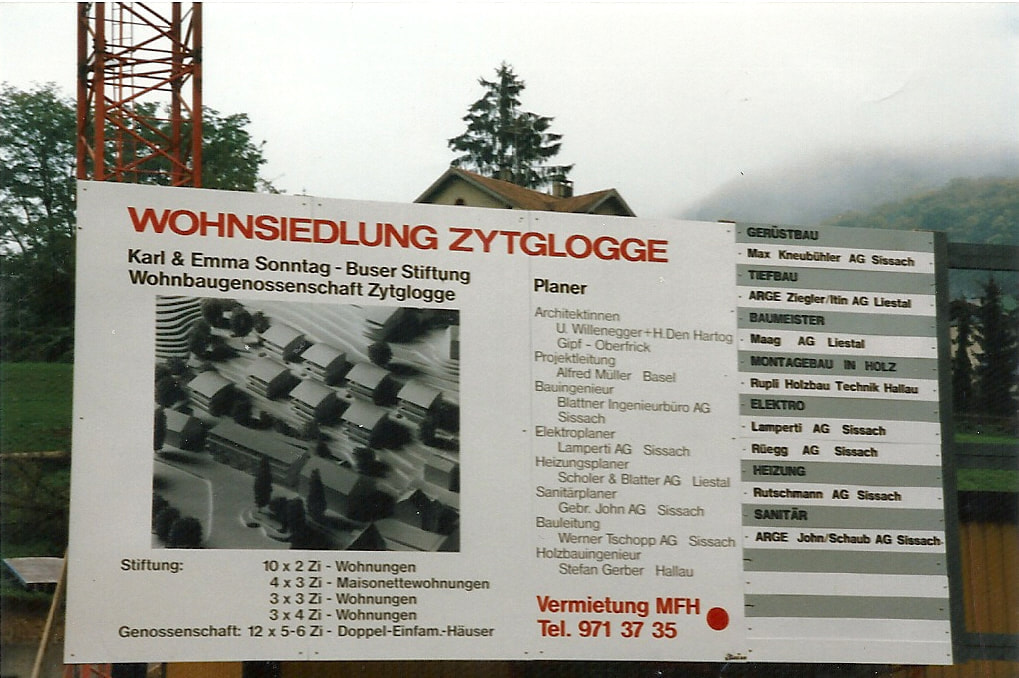 WOHNSIEDLUNG ZYTGLOGGE
Karl & Emma Sonntag - Buser Stiftung
Wohnbaugenossenschaft Zytglogge
Stiftung: 10 x 2 Zi - Wohnungen
4 x 3 Zi - Maisonettewohnungen
3 x 3 Zi - Wohnungen
3 x 4 Zi - Wohnungen
Genossenschaft: 12 x 5-6 Zi - Doppel-Einfam.-Häuser
Planer
Architektinnen
U. Willenegger+H.Den Hartog
Gipf - Oberfrick
Projektleitung
Alfred Müller Basel
Bauingenieur
Blattner Ingenieurbüro AG
Sissach
Elektroplaner
Lamperti AG Sissach
Heizungsplaner
Scholer & Blatter AG Liestal
Sanitärplaner
Gebr. John AG Sissach
Bauleitung
Werner Tschopp AG Sissach
Holzbauingenieur
Stefan Gerber Hallau
Vermietung MFH
Tel. 971 37 35
GERÜSTBAU
Max Kneubühler AG Sissach
TIEFBAU
ARGE Ziegler/Itin AG Liestal
BAUMEISTER
Maag AG Liestal
MONTAGEBAU IN HOLZ
Rupli Holzbau Technik Hallau
ELEKTRO
Lamperti AG Sissach
Rüegg AG Sissach
HEIZUNG
Rutschmann AG Sissach
SANITÄR
ARGE John/Schaub AG Sissach